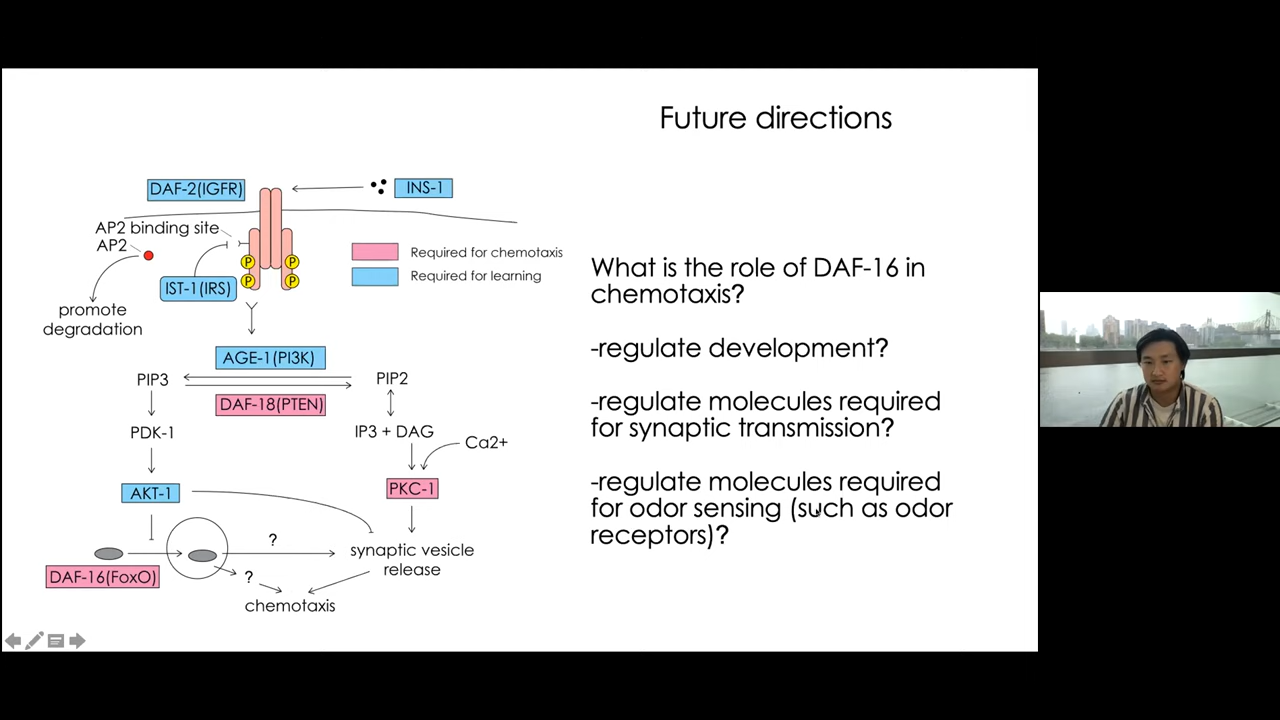 Future directions
DAF-2(IGFR)
INS-1
AP2 binding site
AP2
P P
P P
IST-1(IRS)
promote
degradation
Required for chemotaxis
Required for learning
AGE-1(PI3K)
PIP3
PIP2
DAF-18(PTEN)
PDK-1
IP3 + DAG
Ca2+
AKT-1
PKC-1
?
synaptic vesicle
release
DAF-16(FoxO)
?
chemotaxis
What is the role of DAF-16 in
chemotaxis?
-regulate development?
-regulate molecules required
for synaptic transmission?
-regulate molecules required
for odor sensing (such as odor
receptors)?